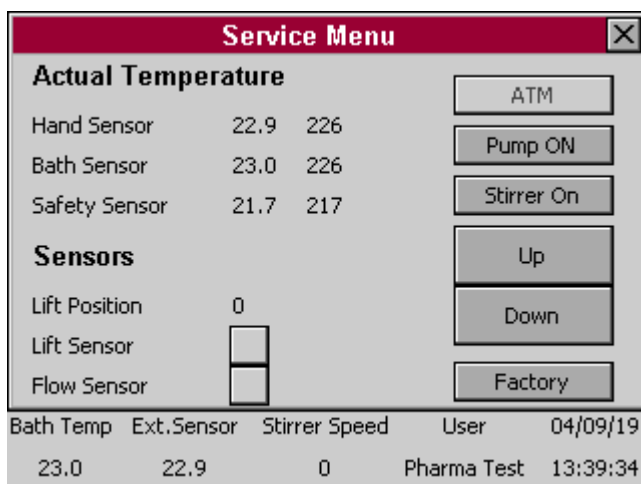 Service Menu
Actual Temperature
ATM
Hand Sensor 22.9 226
Pump ON
Bath Sensor 23.0 226
Safety Sensor 21.7 217
Stirrer On
Sensors
Up
Lift Position 0
Down
Lift Sensor
Flow Sensor
Factory
Bath Temp Ext.Sensor Stirrer Speed User 04/09/19
23.0 22.9 0 Pharma Test 13:39:34